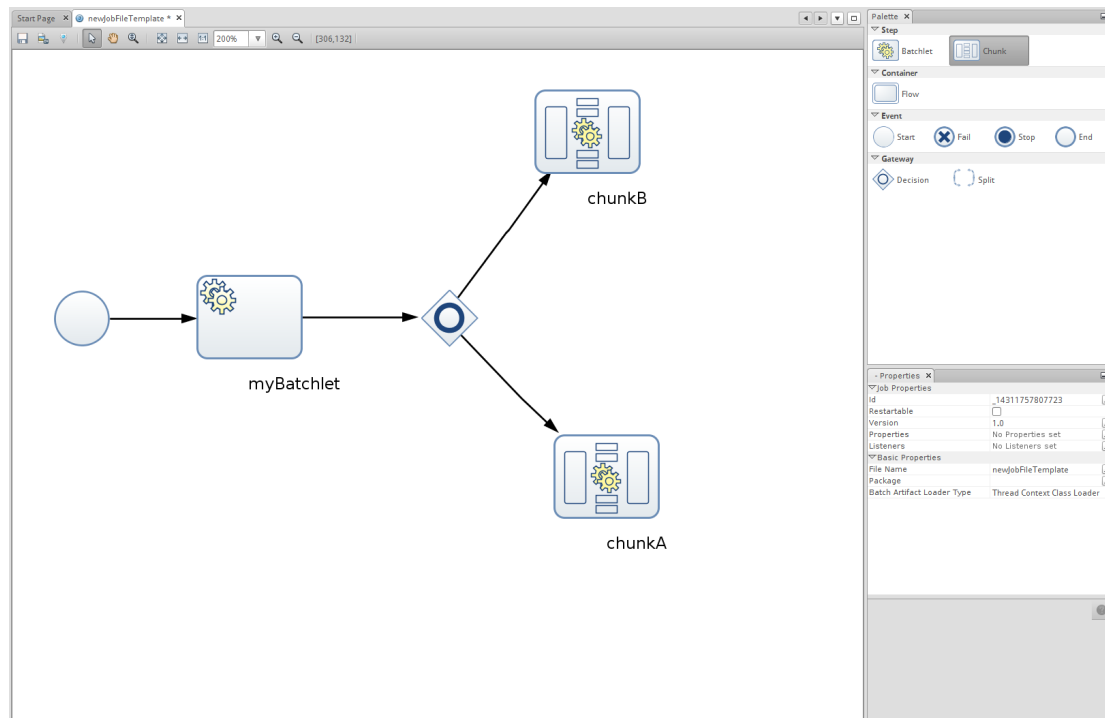 Start Page
newJobFileTemplate *
200%
[306,132]
chunkB
myBatchlet
chunkA
Palette
Step
Batchlet
Chunk
Container
Flow
Event
Start
Fail
Stop
End
Gateway
Decision
Split
- Properties
Job Properties
Id _14311757807723
Restartable
Version 1.0
Properties No Properties set
Listeners No Listeners set
Basic Properties
File Name newJobFileTemplate
Package
Batch Artifact Loader Type Thread Context Class Loader